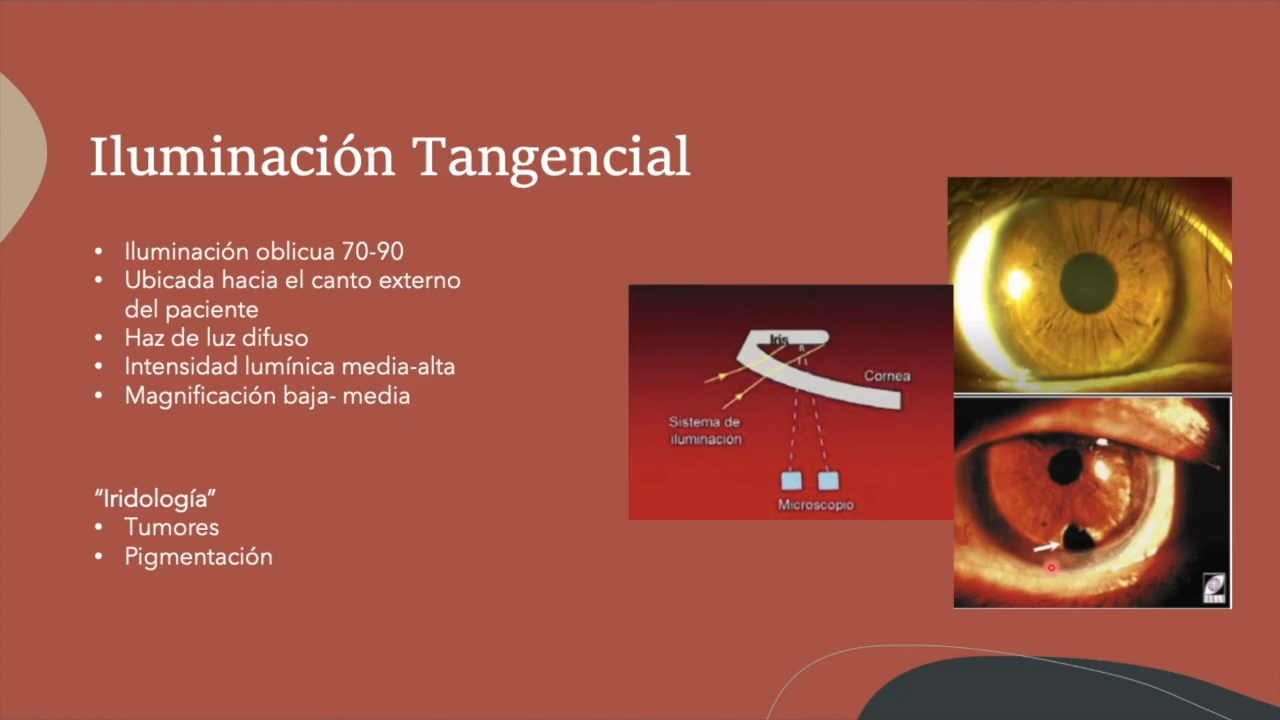 Iluminación Tangencial
• Iluminación oblicua 70-90
• Ubicada hacia el canto externo
del paciente
• Haz de luz difuso
• Intensidad lumínica media-alta
• Magnificación baja- media
“Iridología”
• Tumores
• Pigmentación
Iris
Cornea
Sistema de
iluminación
Microscopio